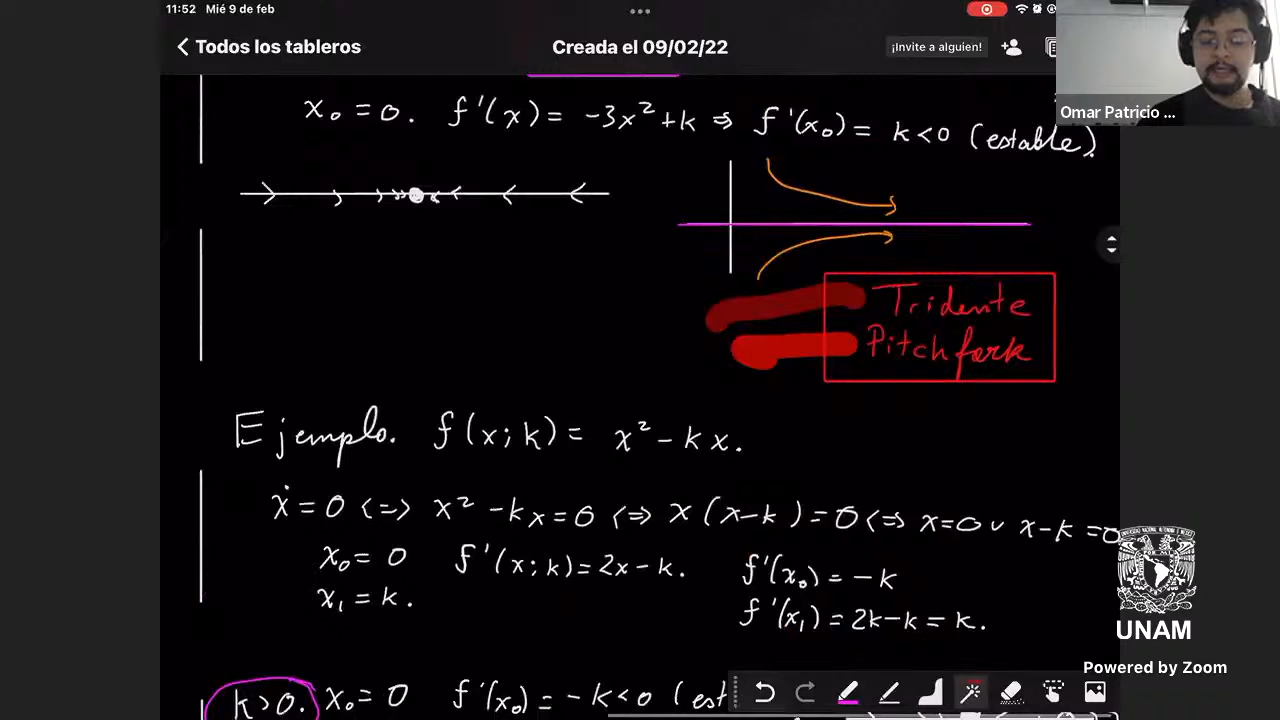 11:52 Mié 9 de feb
Todos los tableros
Creada el 09/02/22
¡Invite a alguien!
Omar Patricio ...
x₀ = 0. f'(x) = -3x² + k ⇒ f'(x₀) = k < 0 (estable).
Tridente
Pitchfork
Ejemplo. f(x; k) = x² - kx.
ẋ = 0 <=> x² - kx = 0 <=> x(x-k) = 0 <=> x=0 ∨ x-k = 0
x₀ = 0 f'(x; k) = 2x - k. f'(x₀) = -k
x₁ = k. f'(x₁) = 2k - k = k.
UNAM
Powered by Zoom
k > 0. x₀ = 0 f'(x₀) = -k < 0 (est